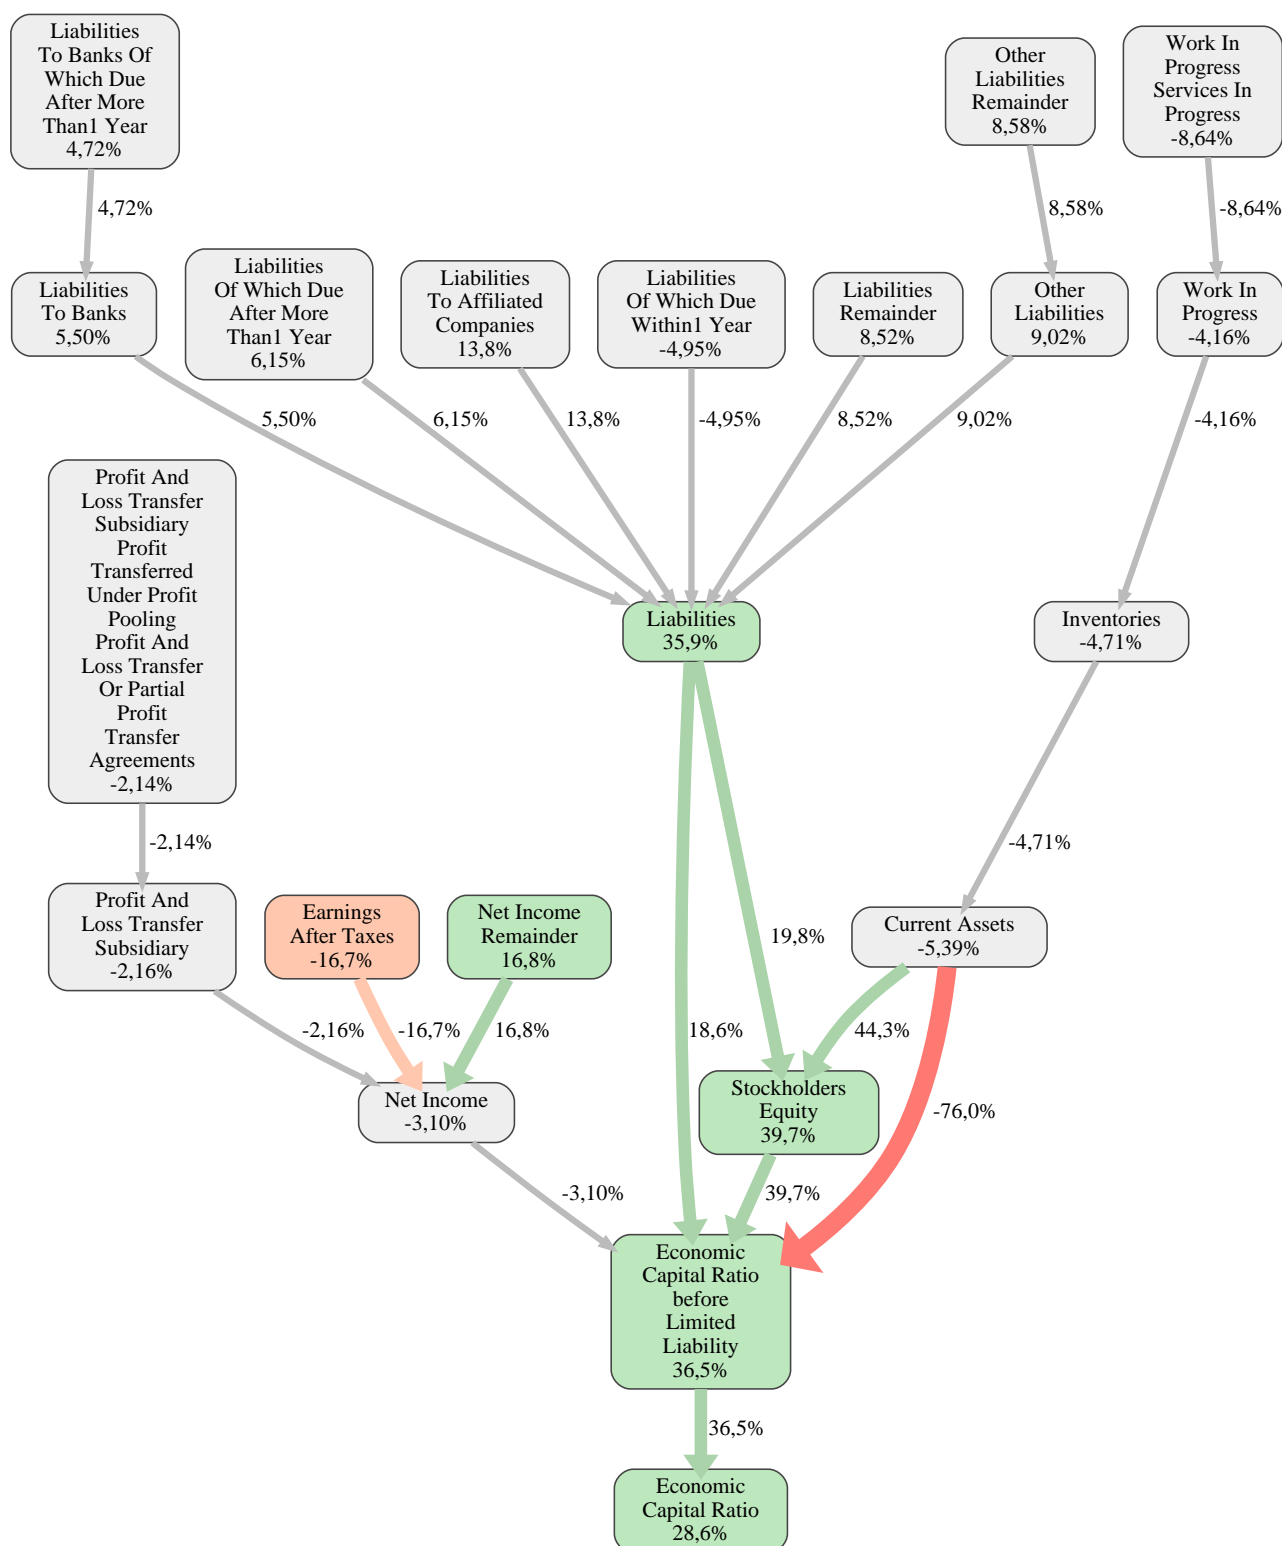 Liabilities
To Banks Of
Which Due
After More
Than1 Year
4,72%
Other
Liabilities
Remainder
8,58%
Work In
Progress
Services In
Progress
-8,64%
4,72%
8,58%
-8,64%
Liabilities
To Banks
5,50%
Liabilities
Of Which Due
After More
Than1 Year
6,15%
Liabilities
To Affiliated
Companies
13,8%
Liabilities
Of Which Due
Within1 Year
-4,95%
Liabilities
Remainder
8,52%
Other
Liabilities
9,02%
Work In
Progress
-4,16%
5,50%
6,15%
13,8%
-4,95%
8,52%
9,02%
-4,16%
Profit And
Loss Transfer
Subsidiary
Profit
Transferred
Under Profit
Pooling
Profit And
Loss Transfer
Or Partial
Profit
Transfer
Agreements
-2,14%
Liabilities
35,9%
Inventories
-4,71%
-2,14%
-4,71%
Profit And
Loss Transfer
Subsidiary
-2,16%
Earnings
After Taxes
-16,7%
Net Income
Remainder
16,8%
19,8%
Current Assets
-5,39%
-2,16%
-16,7%
16,8%
18,6%
44,3%
Net Income
-3,10%
Stockholders
Equity
39,7%
-76,0%
-3,10%
39,7%
Economic
Capital Ratio
before
Limited
Liability
36,5%
36,5%
Economic
Capital Ratio
28,6%